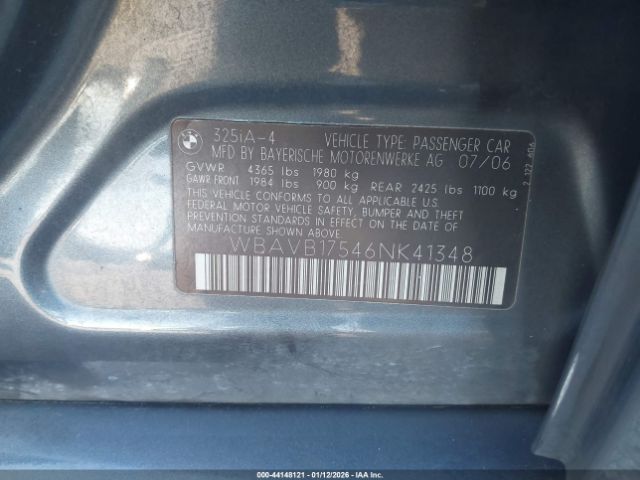 325iA-4 VEHICLE TYPE PASSENGER CAR
MFD BY BAYERISCHE MOTORENWERKE AG 07/06
GVWR 4365 lbs 1980 kg
GAWR FRONT 1984 lbs 900 kg REAR 2425 lbs 1100 kg
THIS VEHICLE CONFORMS TO ALL APPLICABLE U.S.
FEDERAL MOTOR VEHICLE SAFETY, BUMPER AND THEFT
PREVENTION STANDARDS IN EFFECT ON THE DATE OF
MANUFACTURE SHOWN ABOVE.
WBAVB17546NK41348
000-44148121 - 01/12/2026 - IAAI.COM